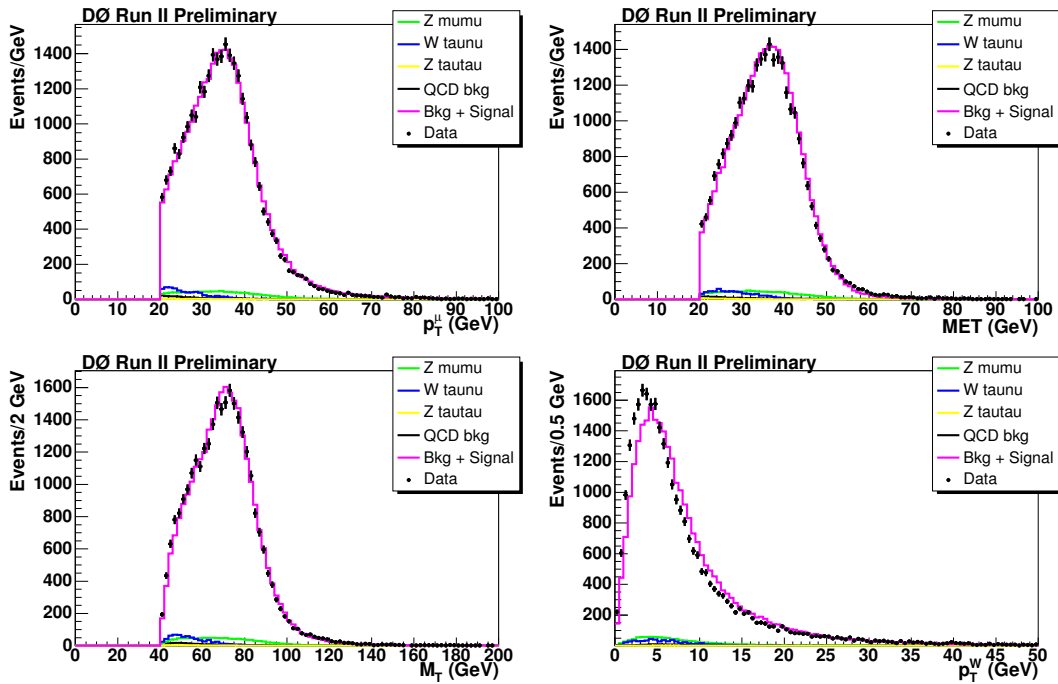 DØ Run II Preliminary
Events/GeV
1400
1200
1000
800
600
400
200
0
0 10 20 30 40 50 60 70 80 90 100
p_T^μ (GeV)
Z mumu
W taunu
Z tautau
QCD bkg
Bkg + Signal
Data
DØ Run II Preliminary
Events/GeV
1400
1200
1000
800
600
400
200
0
0 10 20 30 40 50 60 70 80 90 100
MET (GeV)
Z mumu
W taunu
Z tautau
QCD bkg
Bkg + Signal
Data
DØ Run II Preliminary
Events/2 GeV
1600
1400
1200
1000
800
600
400
200
0
0 20 40 60 80 100 120 140 160 180 200
M_T (GeV)
Z mumu
W taunu
Z tautau
QCD bkg
Bkg + Signal
Data
DØ Run II Preliminary
Events/0.5 GeV
1600
1400
1200
1000
800
600
400
200
0 5 10 15 20 25 30 35 40 45 50
p_T^W (GeV)
Z mumu
W taunu
Z tautau
QCD bkg
Bkg + Signal
Data